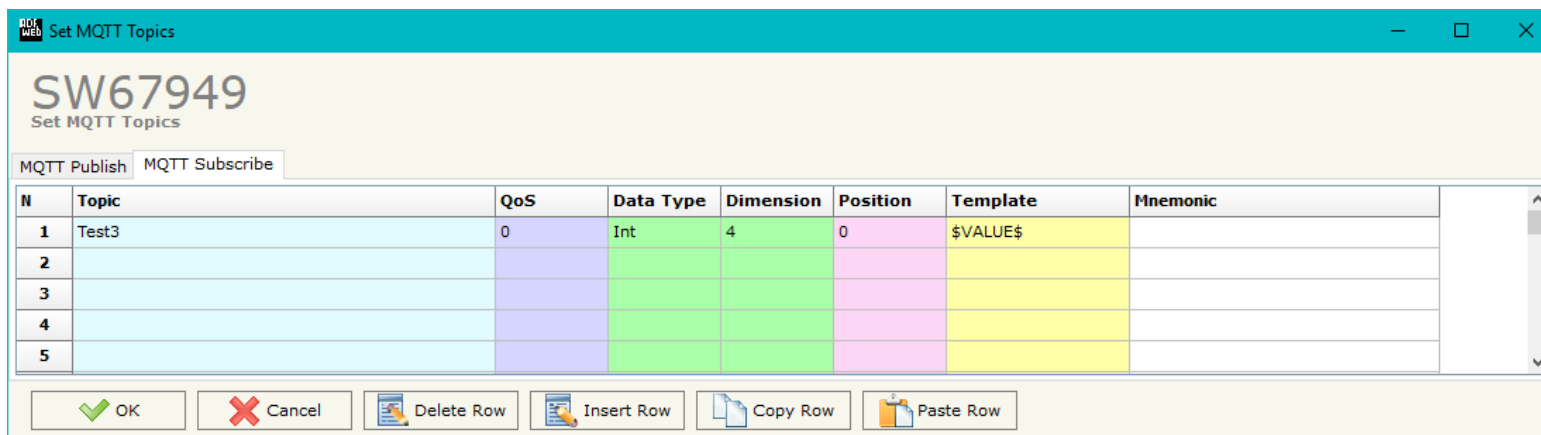 ADF WEB Set MQTT Topics
SW67949
Set MQTT Topics
MQTT Publish MQTT Subscribe
N Topic QoS Data Type Dimension Position Template Mnemonic
1 Test3 0 Int 4 0 $VALUE$
2
3
4
5
OK Cancel Delete Row Insert Row Copy Row Paste Row